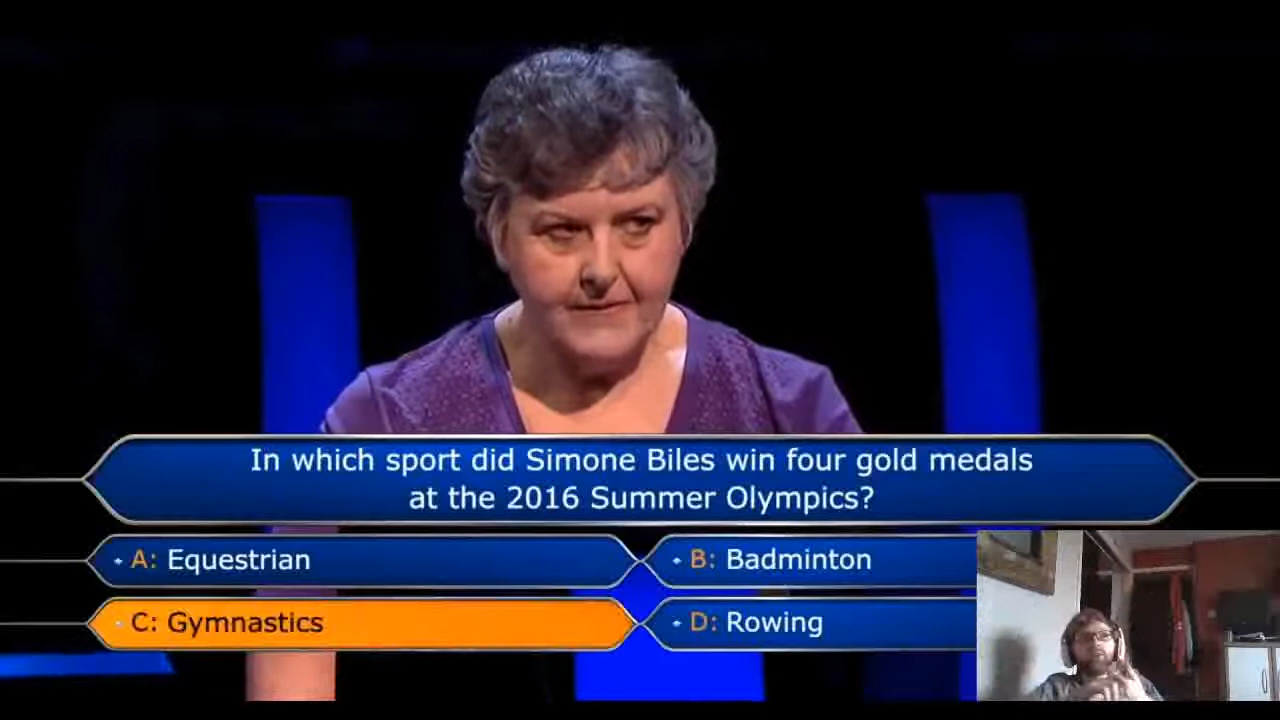 In which sport did Simone Biles win four gold medals
at the 2016 Summer Olympics?
A: Equestrian
B: Badminton
C: Gymnastics
D: Rowing